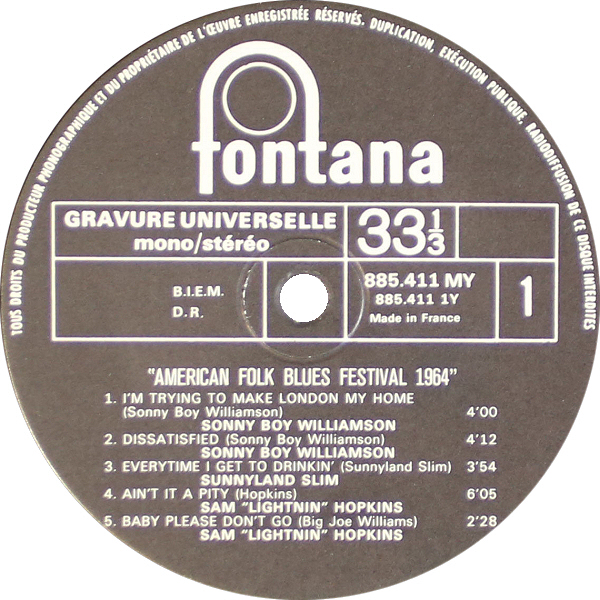 TOUS DROITS DU PRODUCTEUR PHONOGRAPHIQUE ET DU PROPRIÉTAIRE DE L'ŒUVRE ENREGISTRÉE RÉSERVÉS. DUPLICATION, EXÉCUTION PUBLIQUE, RADIODIFFUSION DE CE DISQUE INTERDITES
fontana
GRAVURE UNIVERSELLE
mono/stéréo
33 1/3
B.I.E.M.
D.R.
885.411 MY
885.411 1Y
Made in France
1
"AMERICAN FOLK BLUES FESTIVAL 1964"
1. I'M TRYING TO MAKE LONDON MY HOME
(Sonny Boy Williamson) 4'00
SONNY BOY WILLIAMSON
2. DISSATISFIED (Sonny Boy Williamson) 4'12
SONNY BOY WILLIAMSON
3. EVERYTIME I GET TO DRINKIN' (Sunnyland Slim) 3'54
SUNNYLAND SLIM
4. AIN'T IT A PITY (Hopkins) 6'05
SAM "LIGHTNIN" HOPKINS
5. BABY PLEASE DON'T GO (Big Joe Williams) 2'28
SAM "LIGHTNIN" HOPKINS